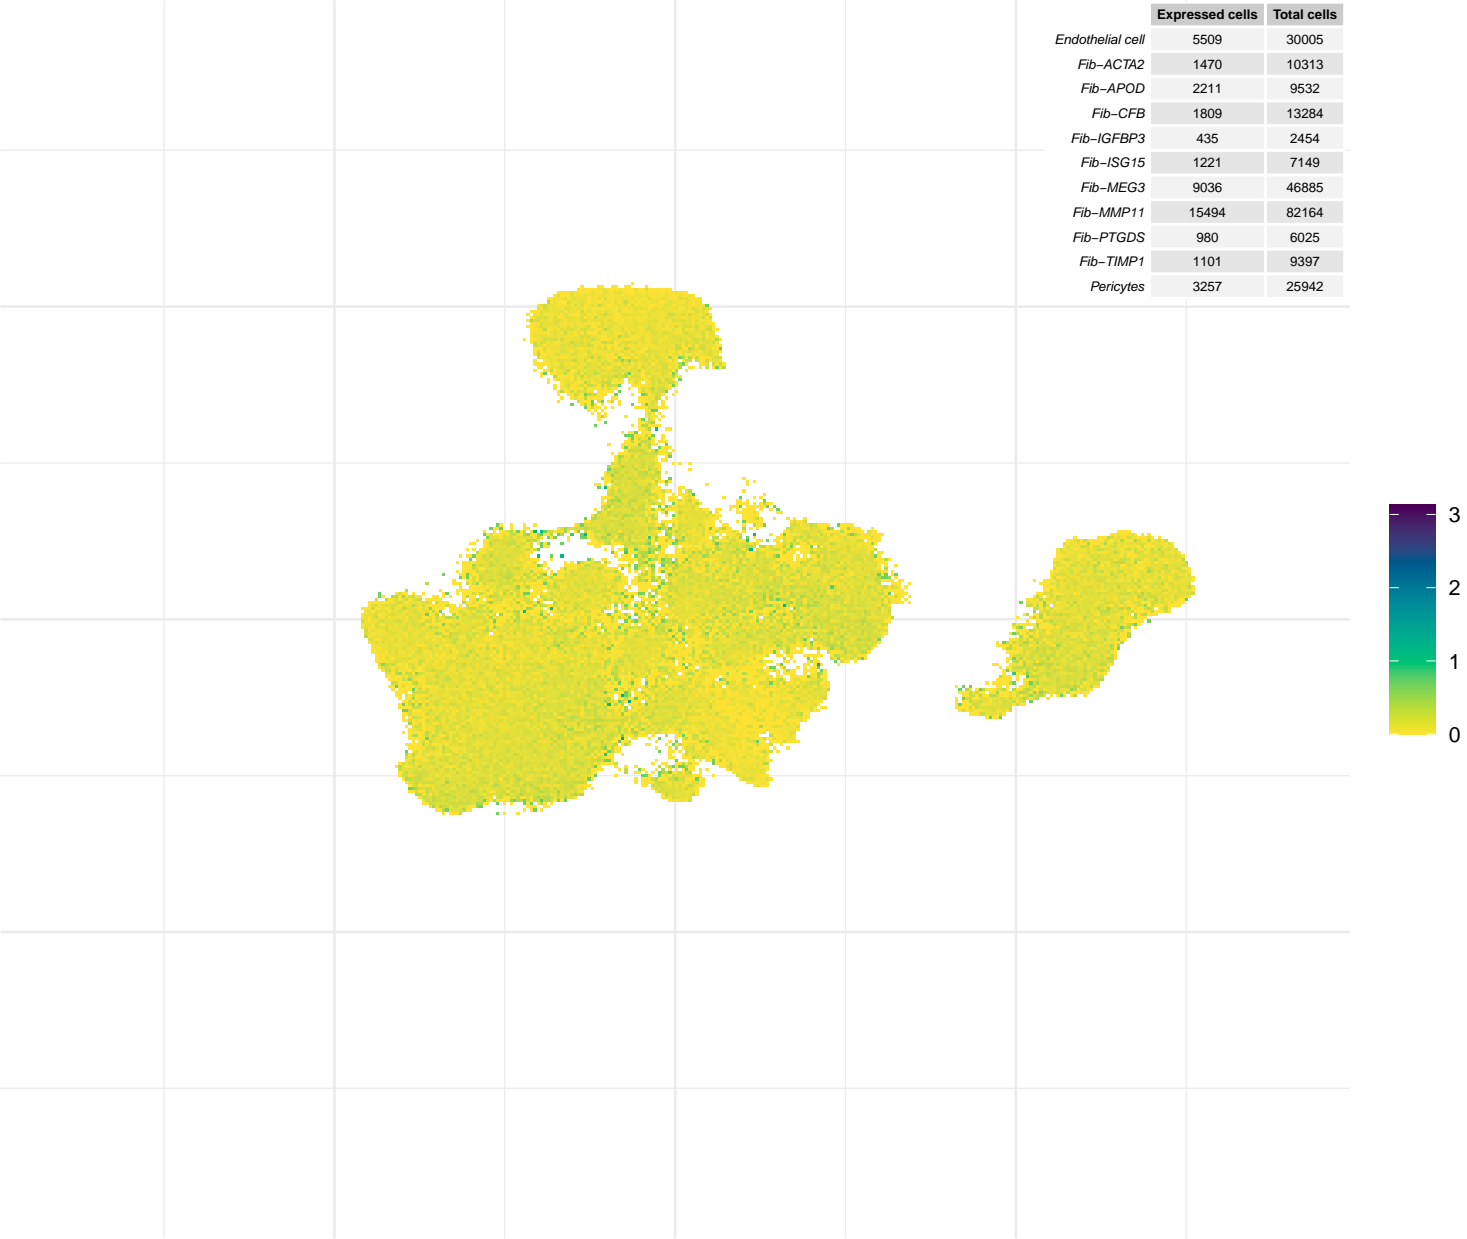 Expressed cells Total cells
Endothelial cell 5509 30005
Fib−ACTA2 1470 10313
Fib−APOD 2211 9532
Fib−CFB 1809 13284
Fib−IGFBP3 435 2454
Fib−ISG15 1221 7149
Fib−MEG3 9036 46885
Fib−MMP11 15494 82164
Fib−PTGDS 980 6025
Fib−TIMP1 1101 9397
Pericytes 3257 25942
3
2
1
0